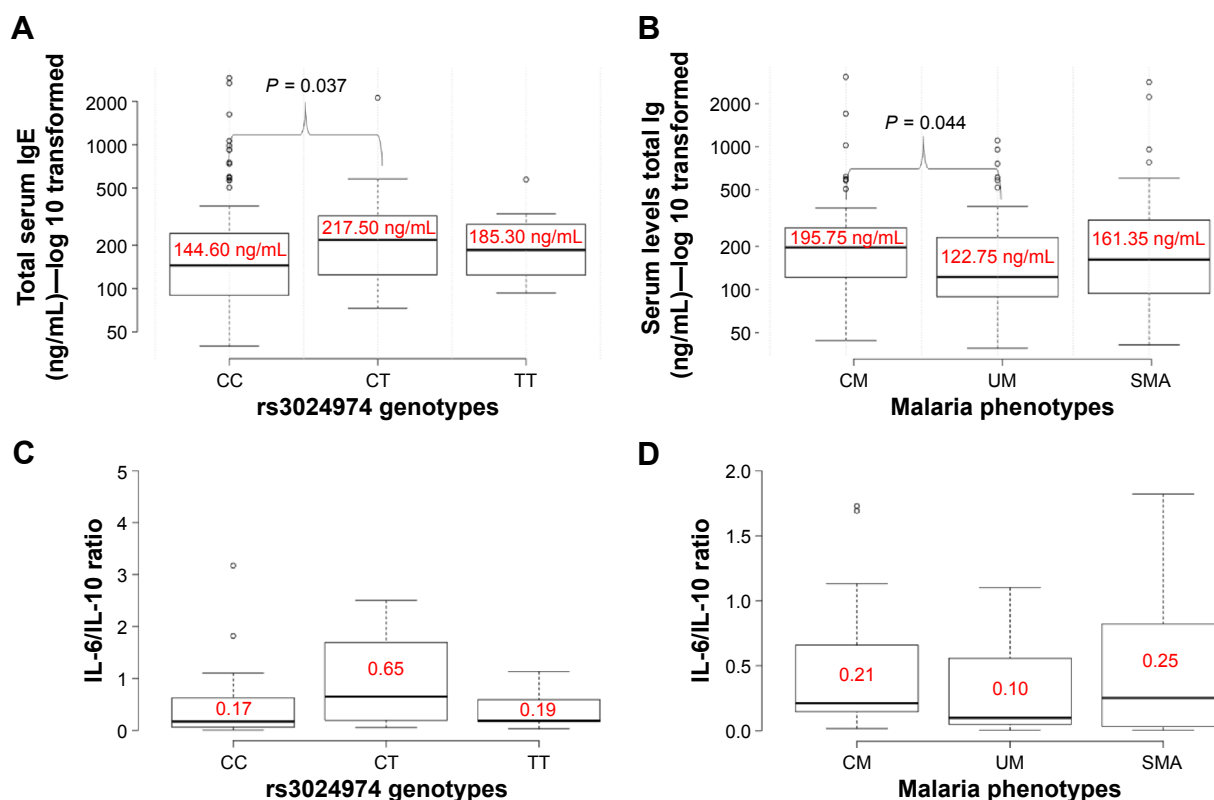 A
Total serum IgE
(ng/mL)—log 10 transformed
2000
1000
500
200
100
50
P = 0.037
144.60 ng/mL
217.50 ng/mL
185.30 ng/mL
CC
CT
TT
rs3024974 genotypes
B
Serum levels total Ig
(ng/mL)—log 10 transformed
2000
1000
500
200
100
50
P = 0.044
195.75 ng/mL
122.75 ng/mL
161.35 ng/mL
CM
UM
SMA
Malaria phenotypes
C
IL-6/IL-10 ratio
5
4
3
2
1
0
0.17
0.65
0.19
CC
CT
TT
rs3024974 genotypes
D
IL-6/IL-10 ratio
2.0
1.5
1.0
0.5
0.0
0.21
0.10
0.25
CM
UM
SMA
Malaria phenotypes